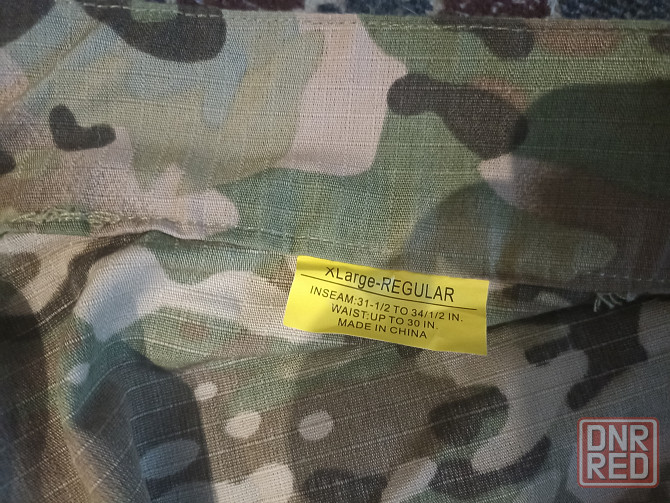 XLarge-REGULAR
INSEAM:31-1/2 TO 34/1/2 IN.
WAIST:UP TO 30 IN.
MADE IN CHINA
DNR
RED